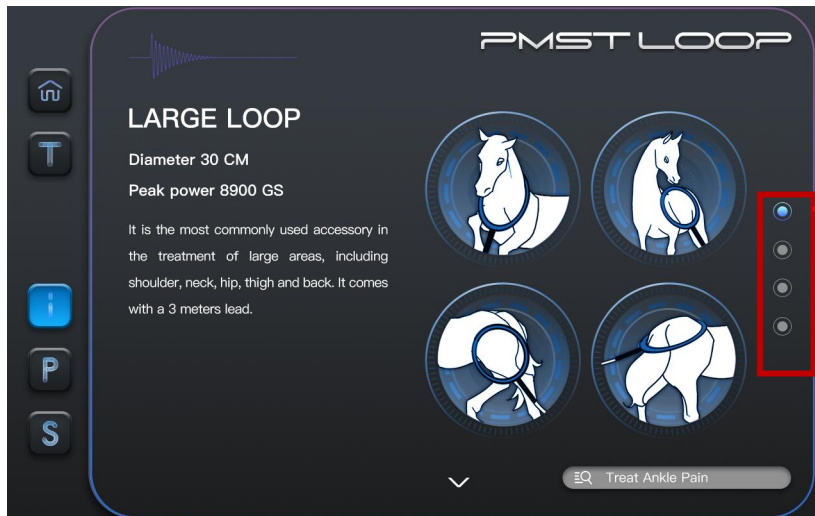 PMST LOOP
LARGE LOOP
Diameter 30 CM
Peak power 8900 GS
It is the most commonly used accessory in
the treatment of large areas, including
shoulder, neck, hip, thigh and back. It comes
with a 3 meters lead.
T
i
P
S
Treat Ankle Pain